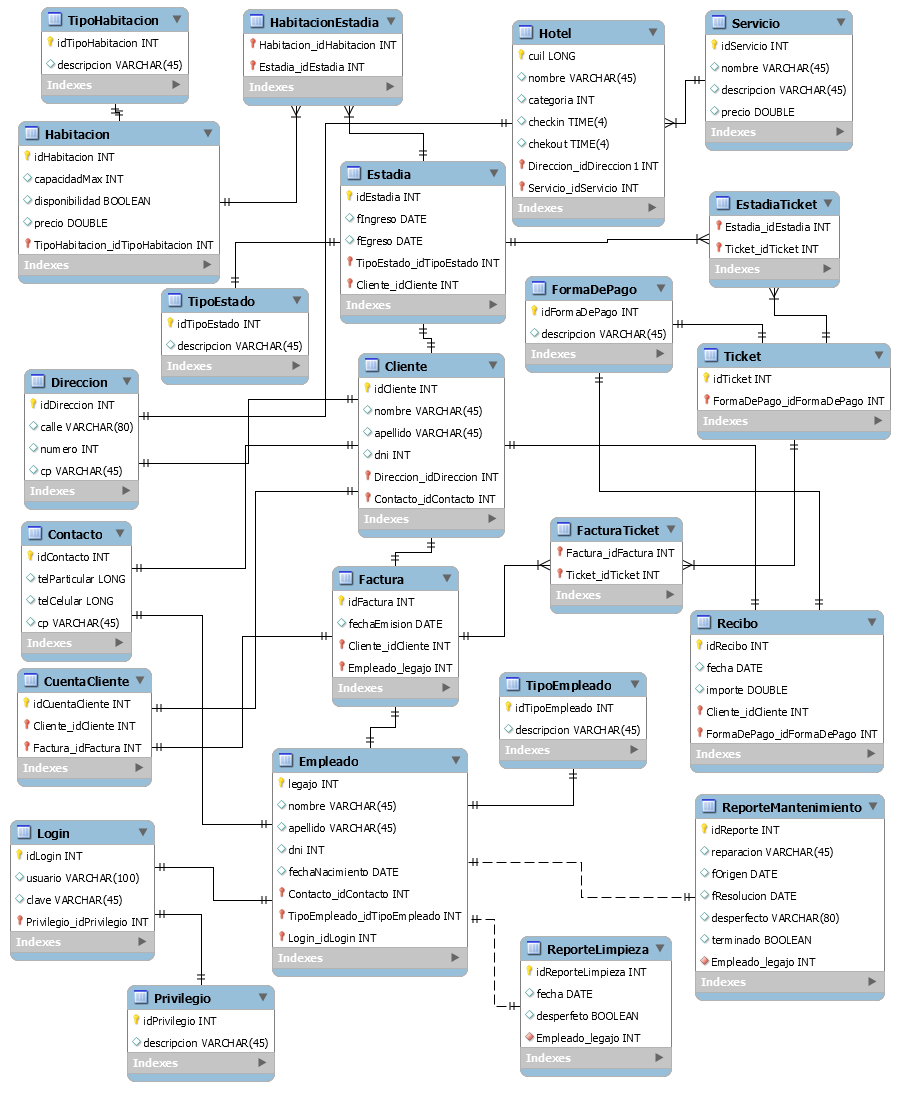 TipoHabitacion
idTipoHabitacion INT
descripcion VARCHAR(45)
Indexes
HabitacionEstadia
Habitacion_idHabitacion INT
Estadia_idEstadia INT
Indexes
Hotel
cuil LONG
nombre VARCHAR(45)
categoria INT
checkin TIME(4)
chekout TIME(4)
Direccion_idDireccion1 INT
Servicio_idServicio INT
Indexes
Servicio
idServicio INT
nombre VARCHAR(45)
descripcion VARCHAR(45)
precio DOUBLE
Indexes
Habitacion
idHabitacion INT
capacidadMax INT
disponibilidad BOOLEAN
precio DOUBLE
TipoHabitacion_idTipoHabitacion INT
Indexes
Estadia
idEstadia INT
fIngreso DATE
fEgreso DATE
TipoEstado_idTipoEstado INT
Cliente_idCliente INT
Indexes
EstadiaTicket
Estadia_idEstadia INT
Ticket_idTicket INT
Indexes
TipoEstado
idTipoEstado INT
descripcion VARCHAR(45)
Indexes
FormaDePago
idFormaDePago INT
descripcion VARCHAR(45)
Indexes
Ticket
idTicket INT
FormaDePago_idFormaDePago INT
Indexes
Direccion
idDireccion INT
calle VARCHAR(80)
numero INT
cp VARCHAR(45)
Indexes
Cliente
idCliente INT
nombre VARCHAR(45)
apellido VARCHAR(45)
dni INT
Direccion_idDireccion INT
Contacto_idContacto INT
Indexes
Contacto
idContacto INT
telParticular LONG
telCelular LONG
cp VARCHAR(45)
Indexes
FacturaTicket
Factura_idFactura INT
Ticket_idTicket INT
Indexes
Factura
idFactura INT
fechaEmision DATE
Cliente_idCliente INT
Empleado_legajo INT
Indexes
Recibo
idRecibo INT
fecha DATE
importe DOUBLE
Cliente_idCliente INT
FormaDePago_idFormaDePago INT
Indexes
CuentaCliente
idCuentaCliente INT
Cliente_idCliente INT
Factura_idFactura INT
Indexes
TipoEmpleado
idTipoEmpleado INT
descripcion VARCHAR(45)
Indexes
Empleado
legajo INT
nombre VARCHAR(45)
apellido VARCHAR(45)
dni INT
fechaNacimiento DATE
Contacto_idContacto INT
TipoEmpleado_idTipoEmpleado INT
Login_idLogin INT
Indexes
ReporteMantenimiento
idReporte INT
reparacion VARCHAR(45)
fOrigen DATE
fResolucion DATE
desperfecto VARCHAR(80)
terminado BOOLEAN
Empleado_legajo INT
Indexes
Login
idLogin INT
usuario VARCHAR(100)
clave VARCHAR(45)
Privilegio_idPrivilegio INT
Indexes
ReporteLimpieza
idReporteLimpieza INT
fecha DATE
desperfeto BOOLEAN
Empleado_legajo INT
Indexes
Privilegio
idPrivilegio INT
descripcion VARCHAR(45)
Indexes